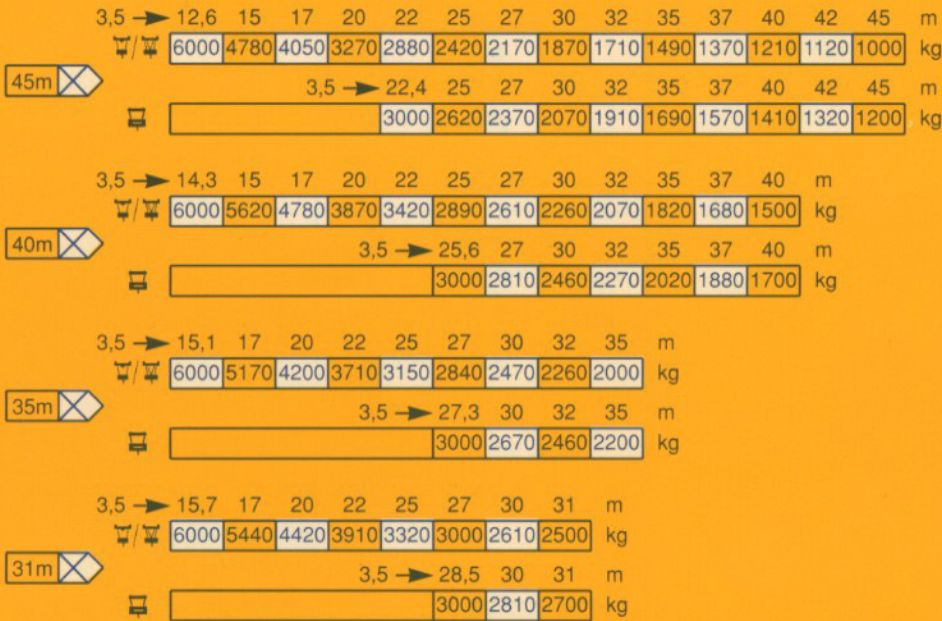 3,5 → 12,6 15 17 20 22 25 27 30 32 35 37 40 42 45 m
6000 4780 4050 3270 2880 2420 2170 1870 1710 1490 1370 1210 1120 1000 kg
45m
3,5 → 22,4 25 27 30 32 35 37 40 42 45 m
3000 2620 2370 2070 1910 1690 1570 1410 1320 1200 kg
3,5 → 14,3 15 17 20 22 25 27 30 32 35 37 40 m
6000 5620 4780 3870 3420 2890 2610 2260 2070 1820 1680 1500 kg
40m
3,5 → 25,6 27 30 32 35 37 40 m
3000 2810 2460 2270 2020 1880 1700 kg
3,5 → 15,1 17 20 22 25 27 30 32 35 m
6000 5170 4200 3710 3150 2840 2470 2260 2000 kg
35m
3,5 → 27,3 30 32 35 m
3000 2670 2460 2200 kg
3,5 → 15,7 17 20 22 25 27 30 31 m
6000 5440 4420 3910 3320 3000 2610 2500 kg
31m
3,5 → 28,5 30 31 m
3000 2810 2700 kg